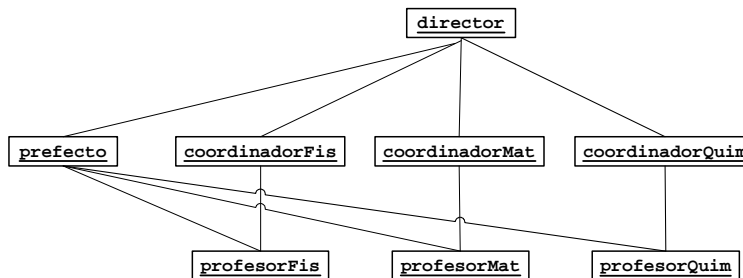 director
prefecto
coordinadorFis
coordinadorMat
coordinadorQuim
profesorFis
profesorMat
profesorQuim